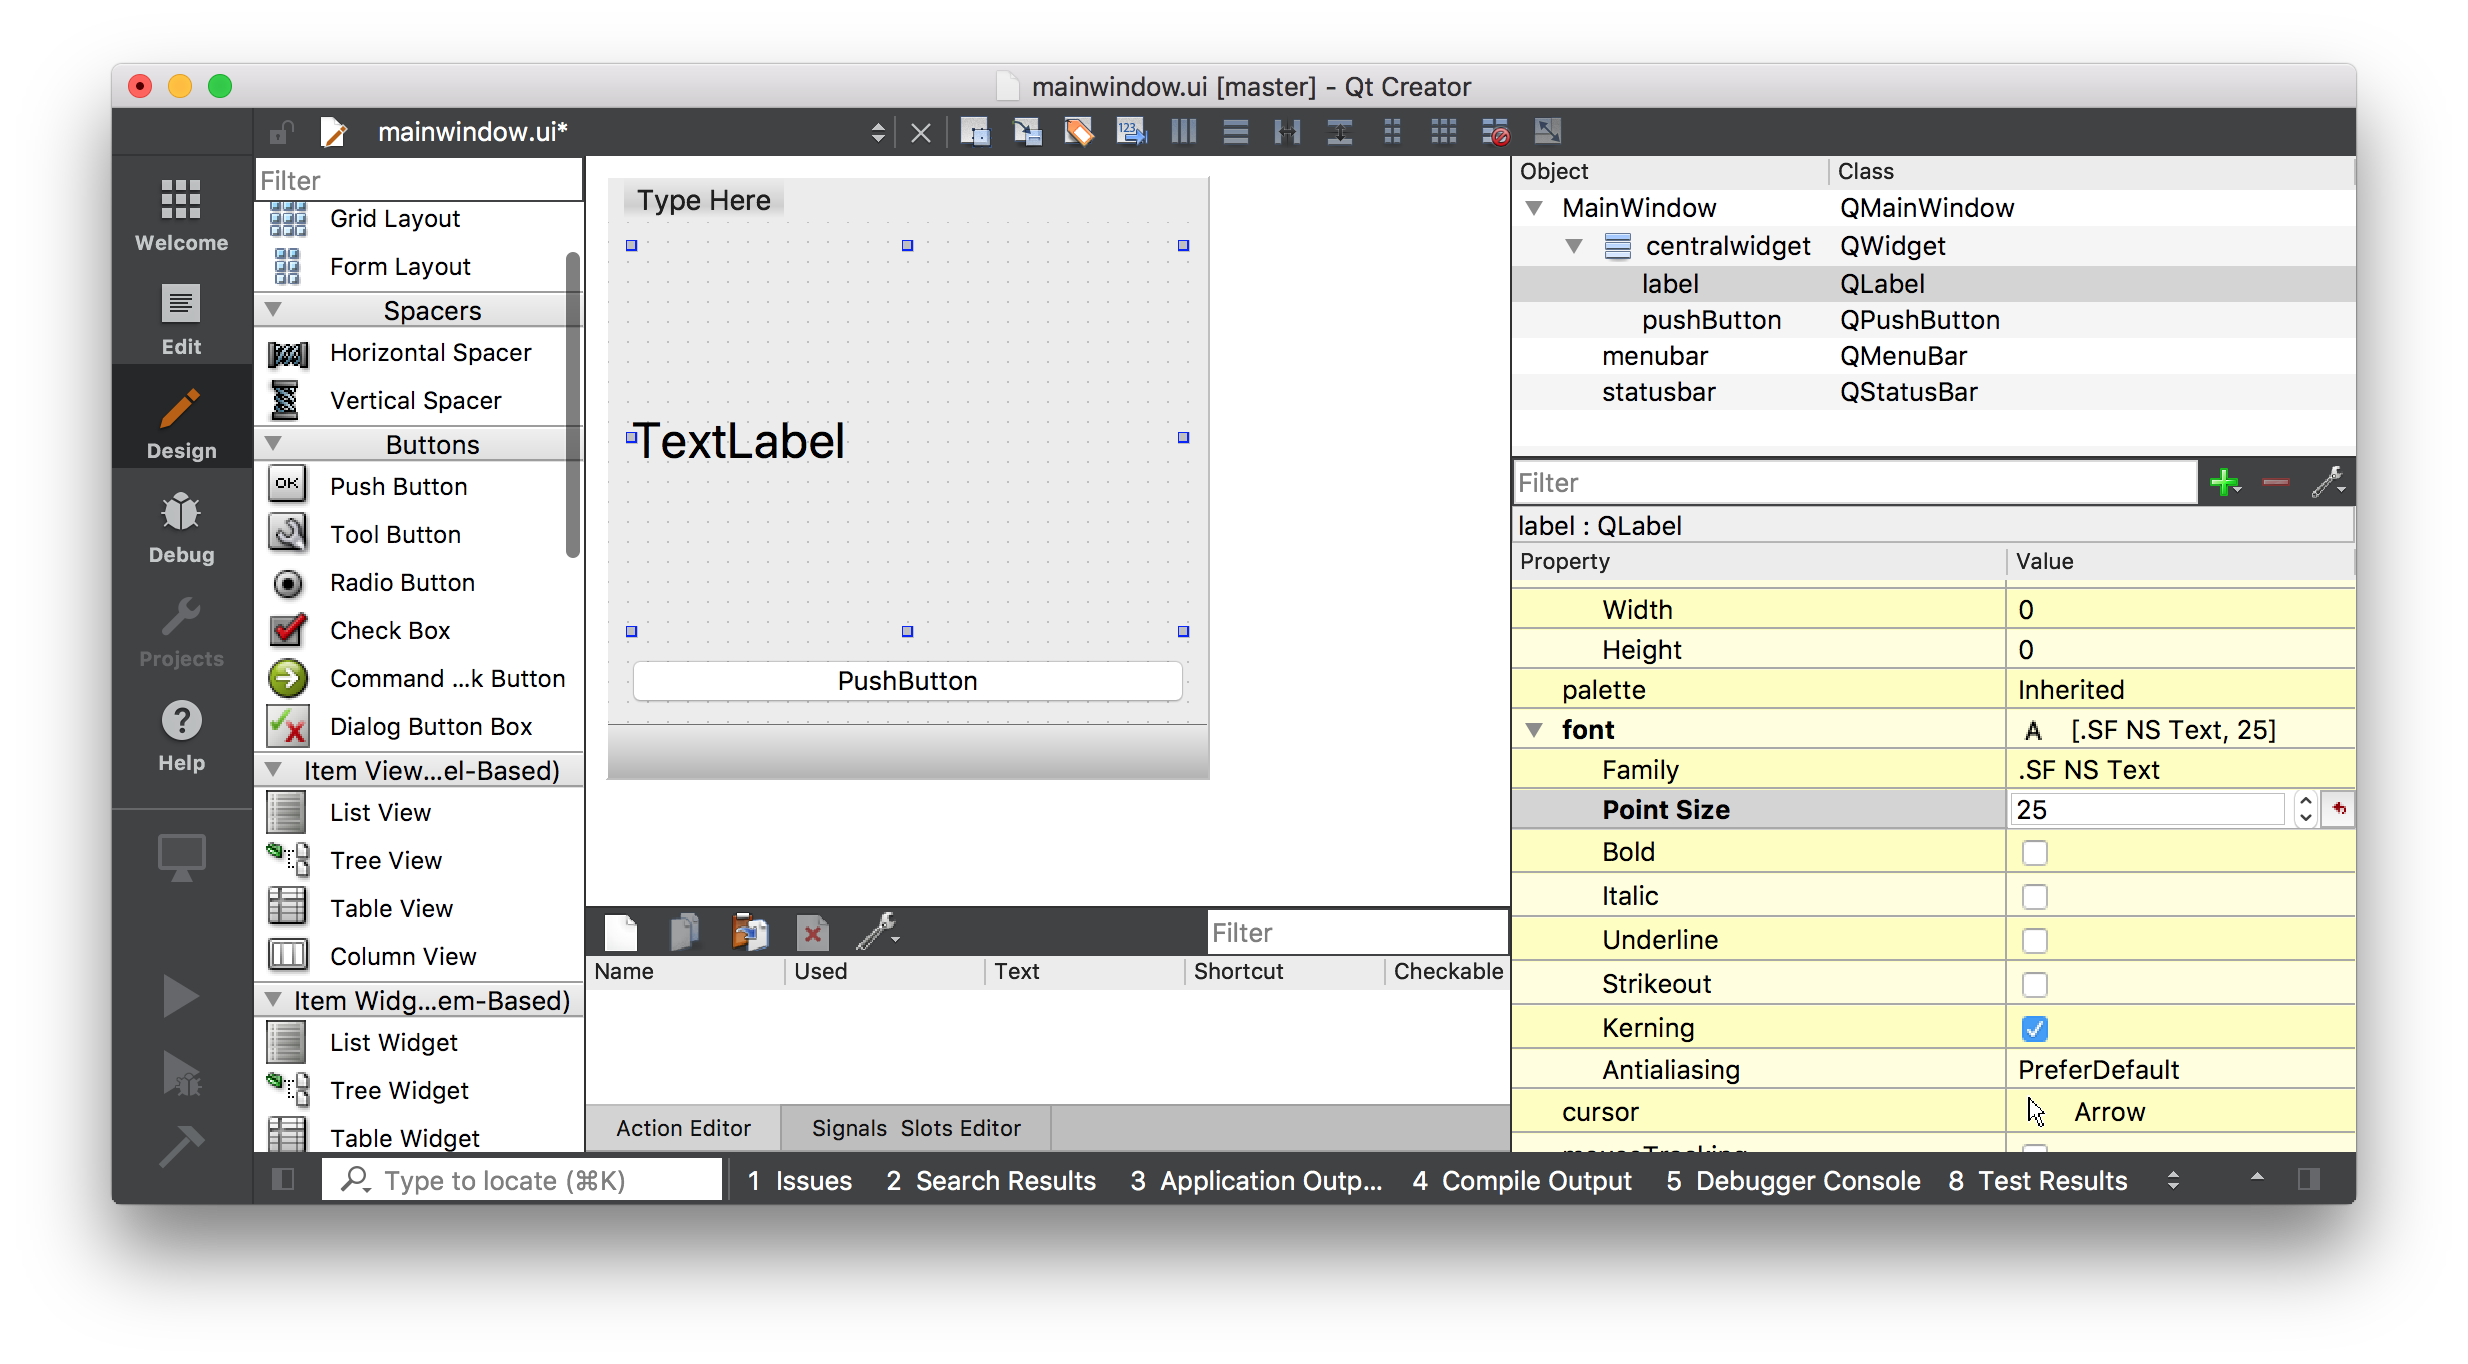 mainwindow.ui [master] - Qt Creator
mainwindow.ui*
Welcome
Edit
Design
Debug
Projects
Help
Filter
Grid Layout
Form Layout
Spacers
Horizontal Spacer
Vertical Spacer
Buttons
OK
Push Button
Tool Button
Radio Button
Check Box
Command ...k Button
Dialog Button Box
Item View...el-Based)
List View
Tree View
Table View
Column View
Item Widg...em-Based)
List Widget
Tree Widget
Table Widget
Type Here
TextLabel
PushButton
Filter
Name Used Text Shortcut Checkable
Action Editor Signals Slots Editor
Object Class
MainWindow QMainWindow
centralwidget QWidget
label QLabel
pushButton QPushButton
menubar QMenuBar
statusbar QStatusBar
Filter
label : QLabel
Property Value
Width 0
Height 0
palette Inherited
font A [.SF NS Text, 25]
Family .SF NS Text
Point Size 25
Bold
Italic
Underline
Strikeout
Kerning
Antialiasing PreferDefault
cursor Arrow
Type to locate (⌘K) 1 Issues 2 Search Results 3 Application Outp... 4 Compile Output 5 Debugger Console 8 Test Results